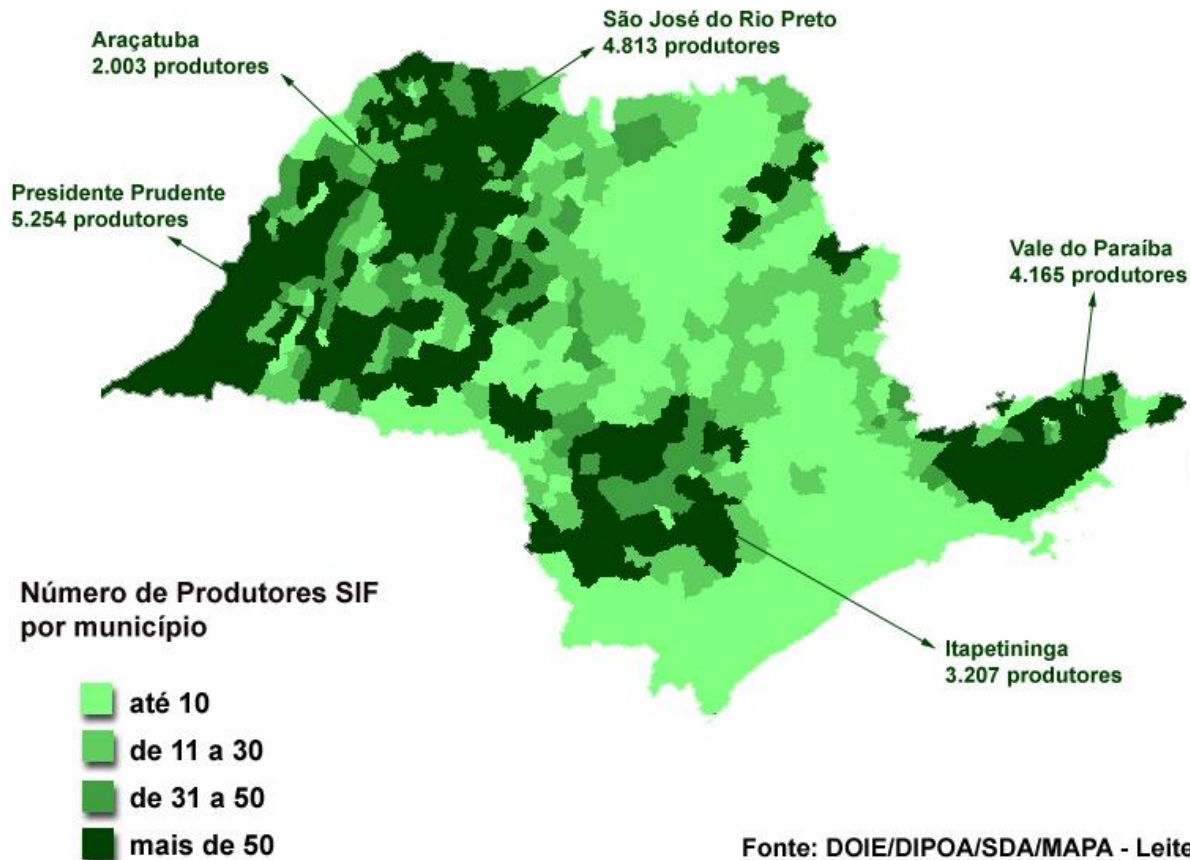 São José do Rio Preto
4.813 produtores
Araçatuba
2.003 produtores
Presidente Prudente
5.254 produtores
Vale do Paraíba
4.165 produtores
Itapetininga
3.207 produtores
Número de Produtores SIF
por município
até 10
de 11 a 30
de 31 a 50
mais de 50
Fonte: DOIE/DIPOA/SDA/MAPA - Leite